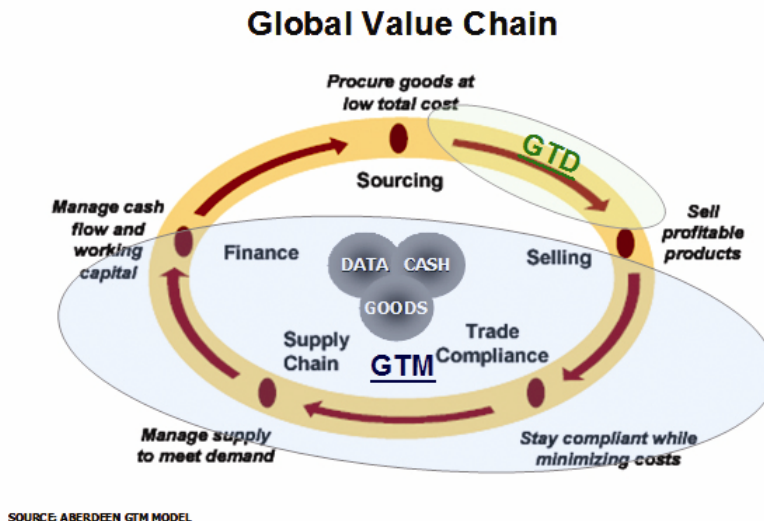 Global Value Chain
Procure goods at
low total cost
GTD
Sourcing
Manage cash
flow and
working
capital
Sell
profitable
products
Finance
DATA
CASH
Selling
GOODS
Supply
Chain
Trade
Compliance
GTM
Manage supply
to meet demand
Stay compliant while
minimizing costs
SOURCE: ABERDEEN GTM MODEL